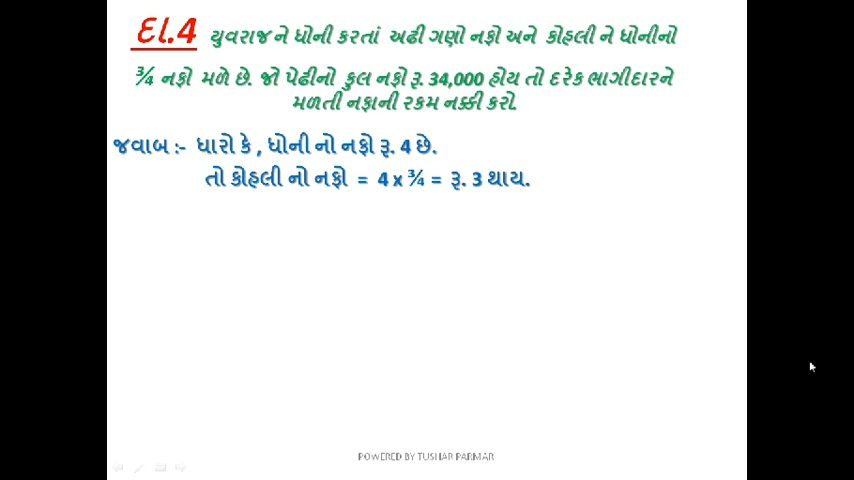 દા.4 યુવરાજ ને ધોની કરતાં અઢી ગણો નફો અને કોહલી ને ધોનીનો
¾ નફો મળે છે. જો પેઢીનો કુલ નફો રૂ. 34,000 હોય તો દરેક ભાગીદારને
મળતી નફાની રકમ નક્કી કરો.
જવાબ :- ધારો કે , ધોની નો નફો રૂ. 4 છે.
તો કોહલી નો નફો = 4 x ¾ = રૂ. 3 થાય.
POWERED BY TUSHAR PARMAR